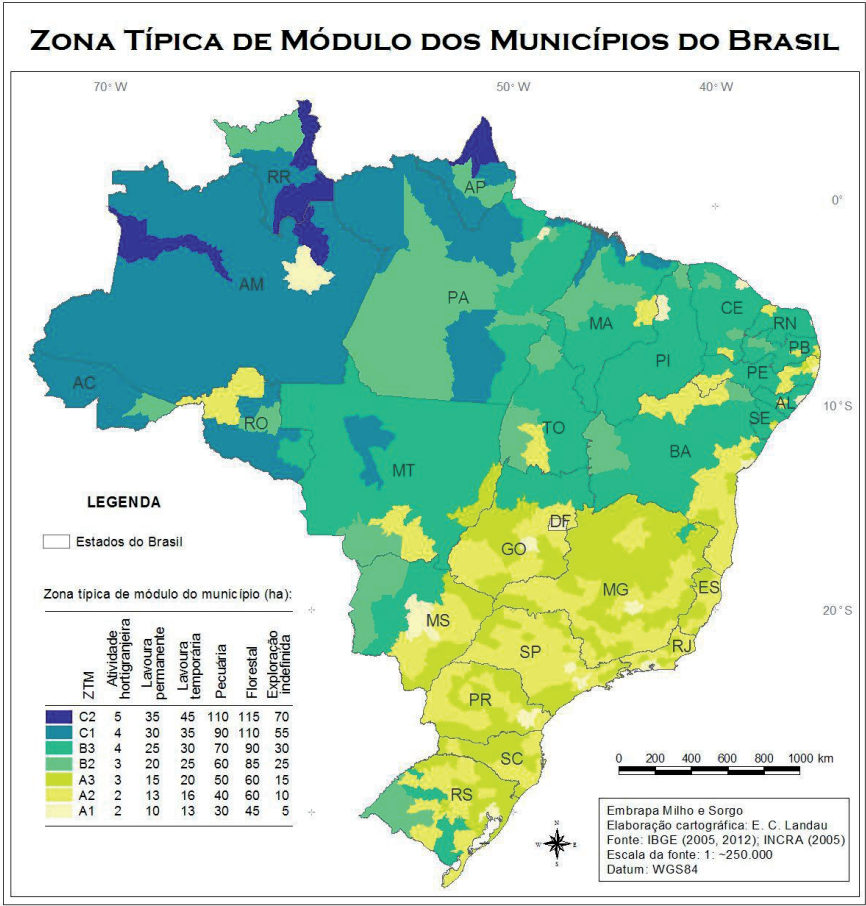 ZONA TÍPICA DE MÓDULO DOS MUNICÍPIOS DO BRASIL
70° W
50° W
40° W
RR
AP
0°
AM
PA
MA
CE
RN
PB
PI
AC
PE
AL
10° S
RO
TO
SE
BA
MT
LEGENDA
Estados do Brasil
DF
GO
MG
ES
20° S
MS
SP
RJ
PR
SC
RS
Zona típica de módulo do município (ha):
ZTM Atividade hortigranjeira Lavoura permanente Lavoura temporária Pecuária Florestal Exploração indefinida
C2 5 35 45 110 115 70
C1 4 30 35 90 110 55
B3 4 25 30 70 90 30
B2 3 20 25 60 85 25
A3 3 15 20 50 60 15
A2 2 13 16 40 60 10
A1 2 10 13 30 45 5
0 200 400 600 800 1000 km
N
W E
S
Embrapa Milho e Sorgo
Elaboração cartográfica: E. C. Landau
Fonte: IBGE (2005, 2012); INCRA (2005)
Escala da fonte: 1: ~250.000
Datum: WGS84